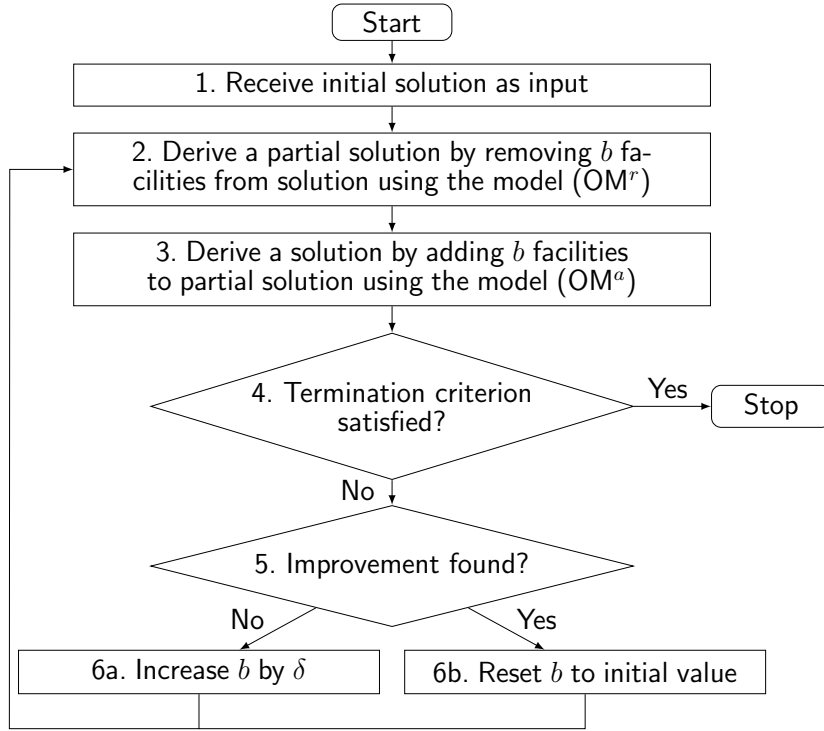 Start
1. Receive initial solution as input
2. Derive a partial solution by removing b fa-
cilities from solution using the model (OM^r)
3. Derive a solution by adding b facilities
to partial solution using the model (OM^a)
4. Termination criterion
satisfied?
Yes
Stop
No
5. Improvement found?
No
Yes
6a. Increase b by δ
6b. Reset b to initial value